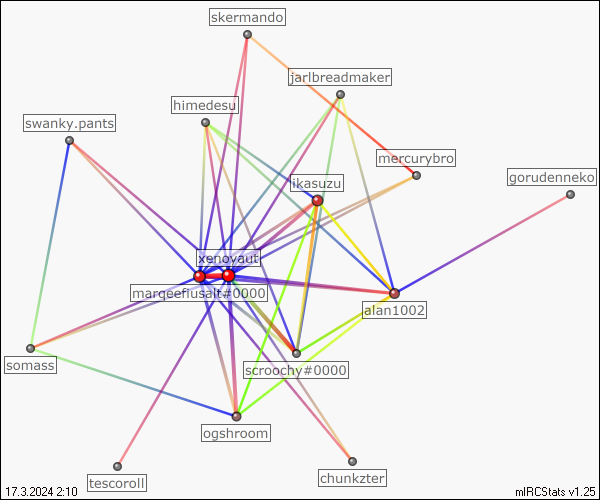 skermando
jarlbreadmaker
himedesu
swanky.pants
mercurybro
gorudenneko
ikasuzu
xenovaut
margeefiusalt#0000
alan1002
somass
scroochy#0000
ogshroom
chunkzter
tescoroll
17.3.2024 2:10
mIRCStats v1.25